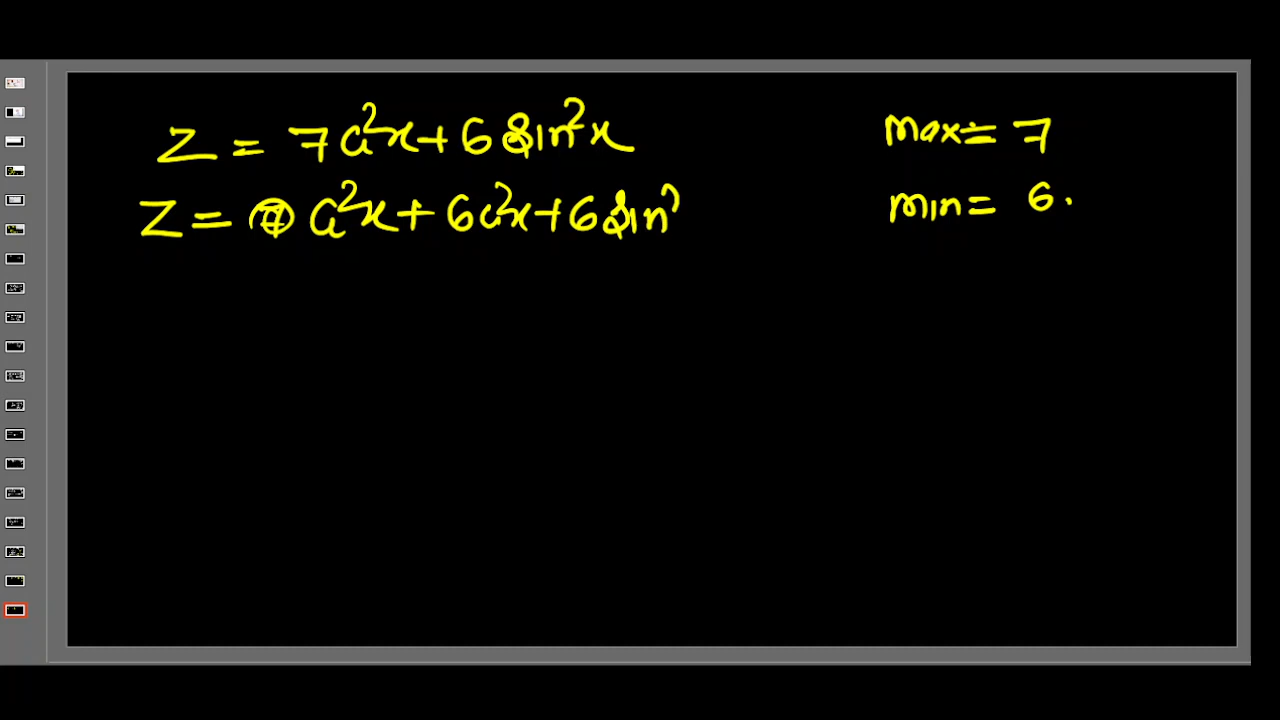 Z = 7c²x + 6 sin²x
Z = c²x + 6c²x + 6 sin²
max = 7
min = 6.